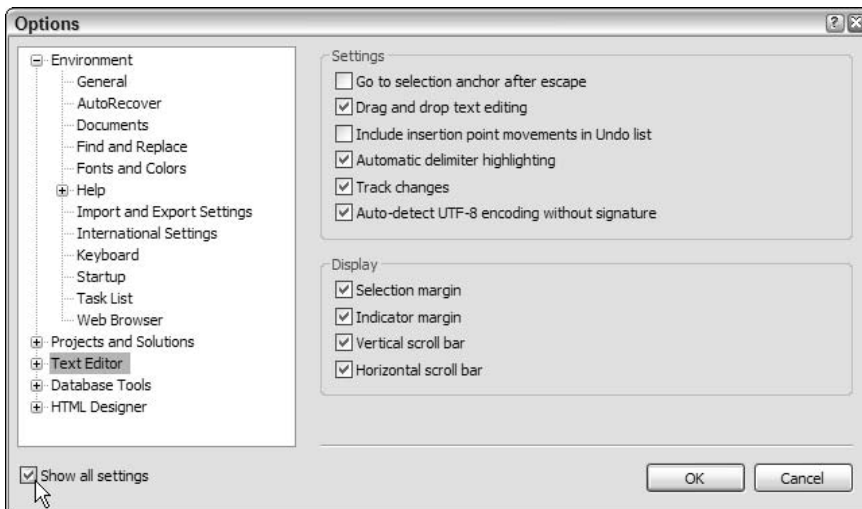 Options
Environment
General
AutoRecover
Documents
Find and Replace
Fonts and Colors
Help
Import and Export Settings
International Settings
Keyboard
Startup
Task List
Web Browser
Projects and Solutions
Text Editor
Database Tools
HTML Designer
Settings
Go to selection anchor after escape
Drag and drop text editing
Include insertion point movements in Undo list
Automatic delimiter highlighting
Track changes
Auto-detect UTF-8 encoding without signature
Display
Selection margin
Indicator margin
Vertical scroll bar
Horizontal scroll bar
Show all settings
OK
Cancel